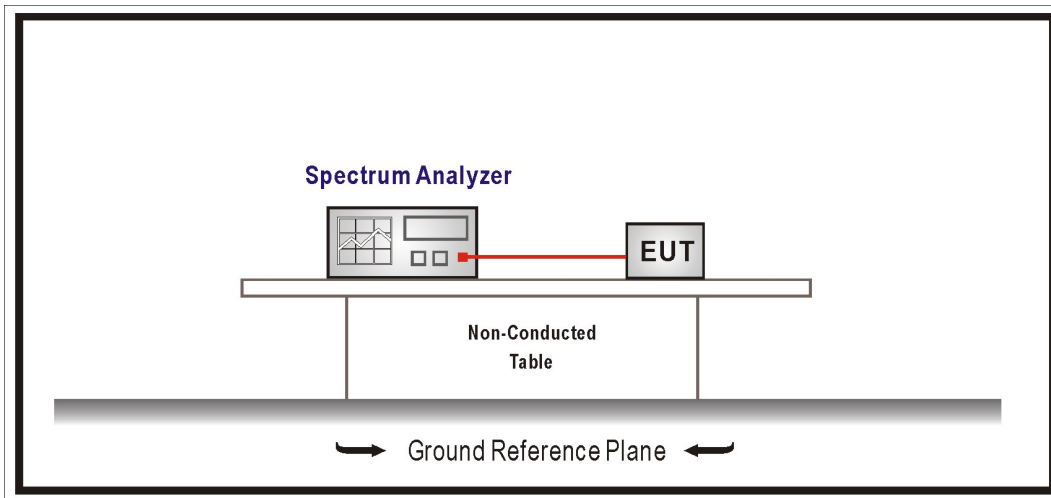 Spectrum Analyzer
EUT
Non-Conducted
Table
Ground Reference Plane